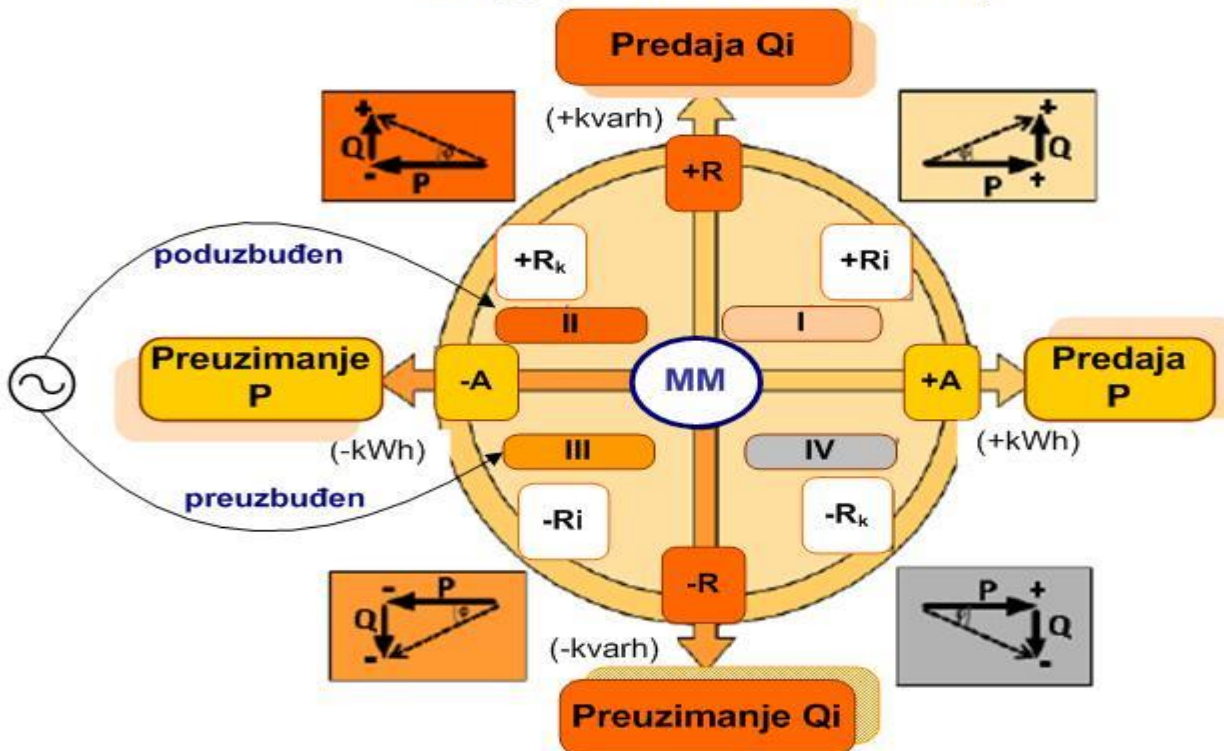 Predaja Qi
(+kvarh)
+
Q
-
P
φ
+
Q
P
+
φ
+R
poduzbuđen
+Rk
+Ri
II
I
Preuzimanje
P
-A
MM
+A
Predaja
P
(-kWh)
(+kWh)
III
IV
preuzbuđen
-Ri
-Rk
-R
-
P
Q
φ
-
P
+
Q
φ
-
(-kvarh)
Preuzimanje Qi